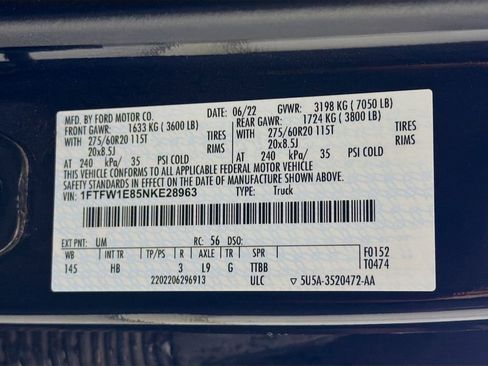 MFD. BY FORD MOTOR CO.
DATE: 06/22 GVWR: 3198 KG ( 7050 LB)
FRONT GAWR: 1633 KG ( 3600 LB) REAR GAWR: 1724 KG ( 3800 LB)
WITH 275/60R20 115T TIRES WITH 275/60R20 115T TIRES
20x8.5J RIMS 20x8.5J RIMS
AT 240 kPa/ 35 PSI COLD AT 240 kPa/ 35 PSI COLD
THIS VEHICLE CONFORMS TO ALL APPLICABLE FEDERAL MOTOR VEHICLE
SAFETY STANDARDS IN EFFECT ON THE DATE OF MANUFACTURE SHOWN ABOVE.
VIN: 1FTFW1E85NKE28963 TYPE: Truck
EXT PNT: UM RC: 56 DSO:
WB INT TR TP/PS R AXLE TR SPR
145 HB 3 L9 G TTBB
F0152
T0474
2202206296913 ULC ▽ 5U5A-3520472-AA